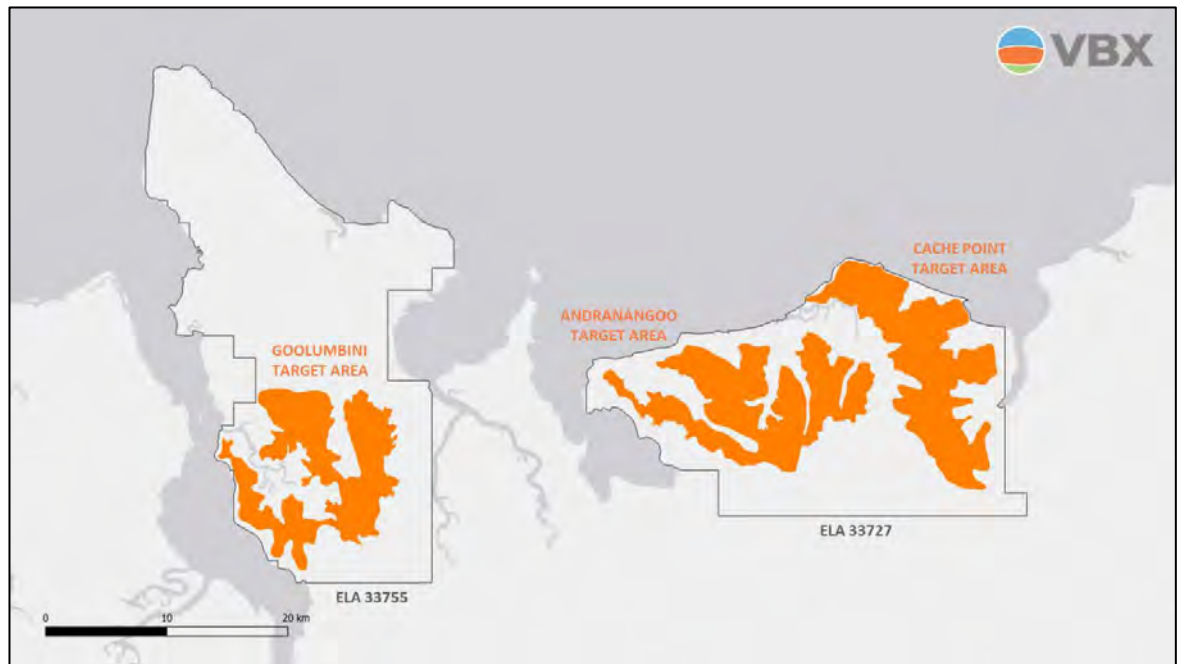 VBX
CACHE POINT
TARGET AREA
ANDRANANGOO
TARGET AREA
GOOLUMBINI
TARGET AREA
ELA 33727
ELA 33755
0 10 20 km